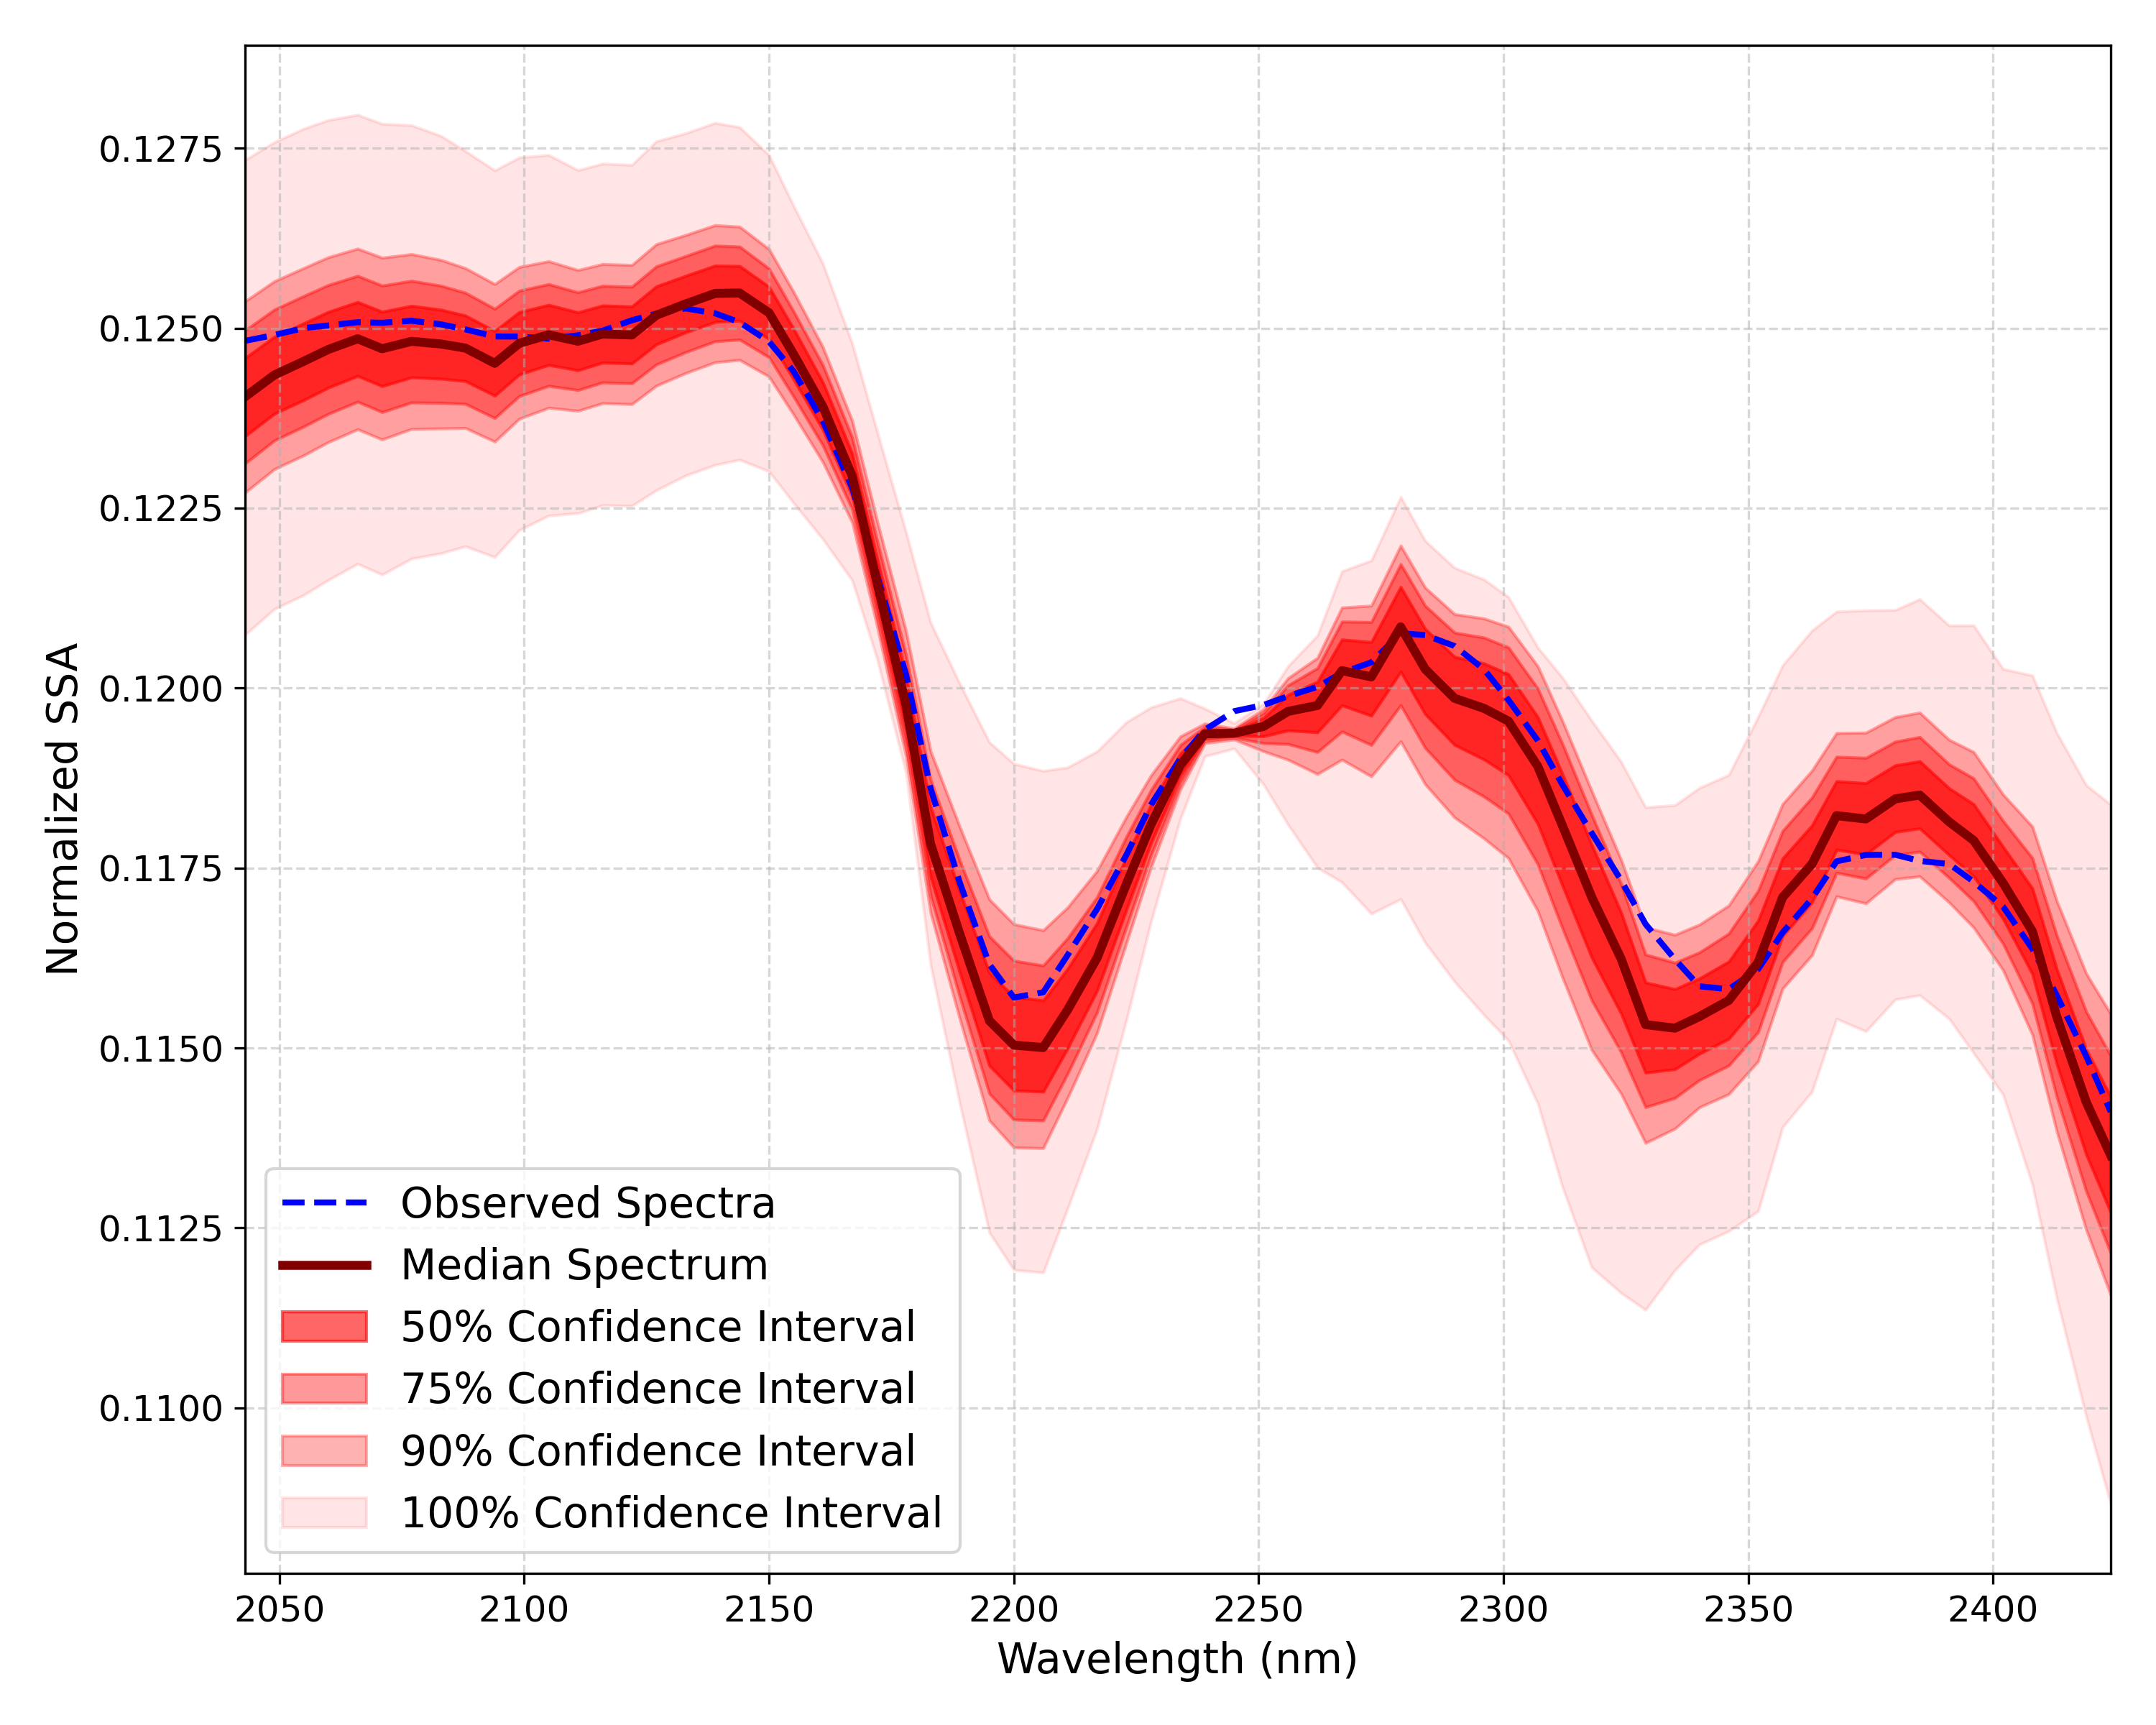 0.1275
0.1250
0.1225
0.1200
0.1175
0.1150
0.1125
0.1100
Normalized SSA
Observed Spectra
Median Spectrum
50% Confidence Interval
75% Confidence Interval
90% Confidence Interval
100% Confidence Interval
2050 2100 2150 2200 2250 2300 2350 2400
Wavelength (nm)